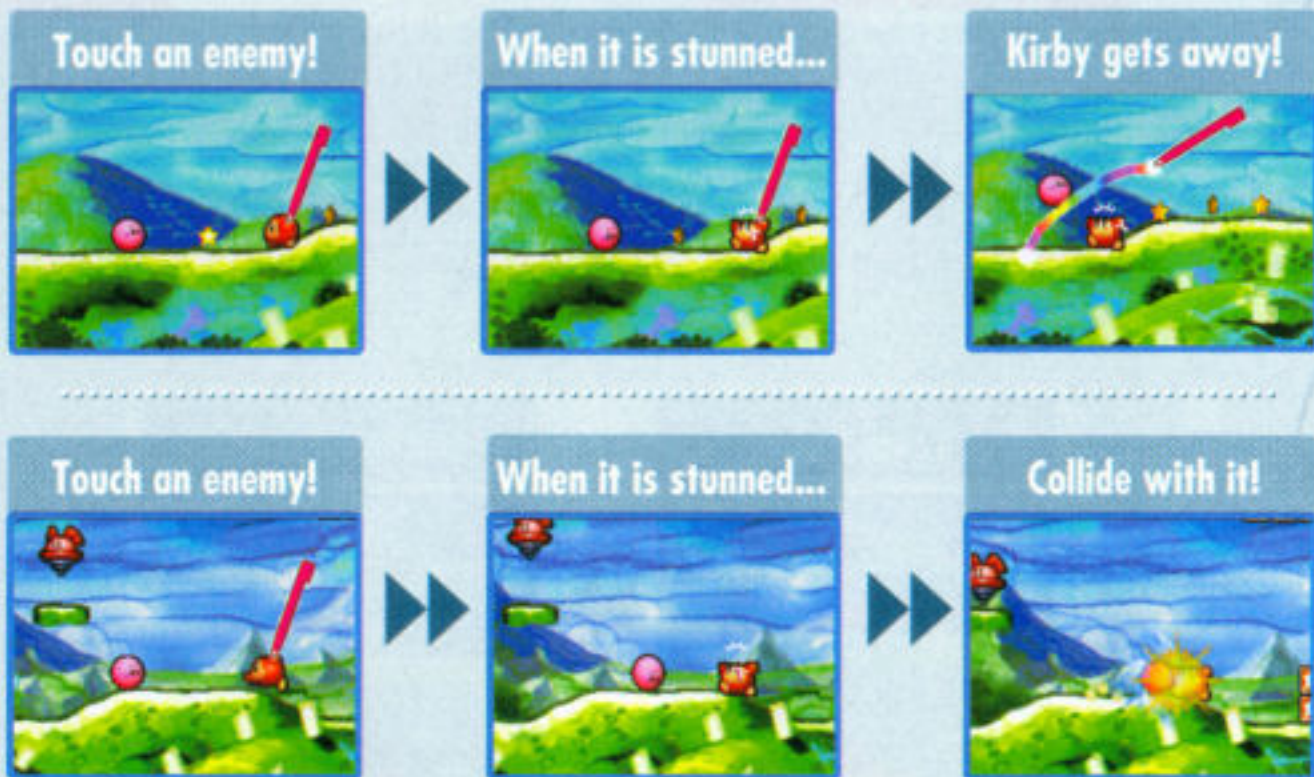 Touch an enemy!
When it is stunned...
Kirby gets away!
Touch an enemy!
When it is stunned...
Collide with it!